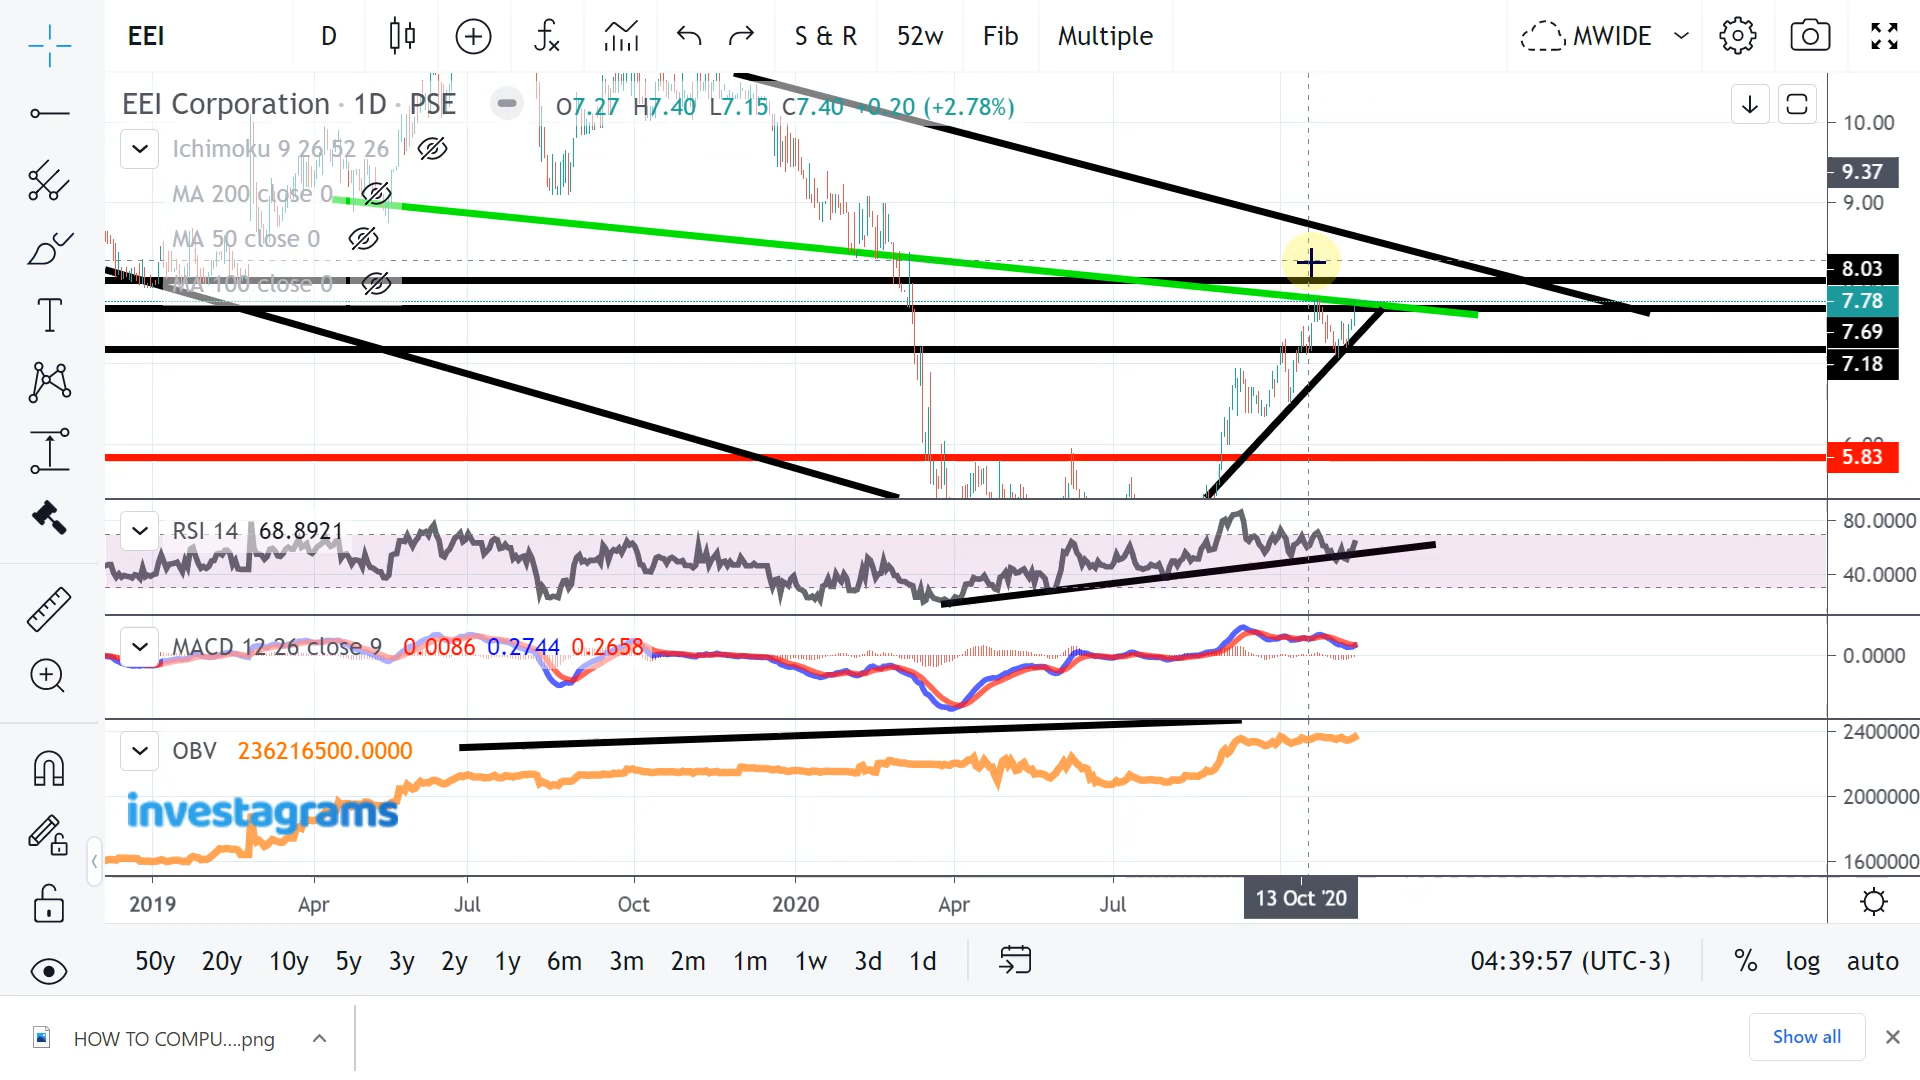 EEI D S & R 52w Fib Multiple MWIDE
EEI Corporation · 1D · PSE O7.27 H7.40 L7.15 C7.40 +0.20 (+2.78%)
Ichimoku 9 26 52 26
MA 200 close 0
MA 50 close 0
MA 100 close 0
10.00
9.37
9.00
8.03
7.78
7.69
7.18
5.83
RSI 14 68.8921
80.0000
40.0000
MACD 12 26 close 9 0.0086 0.2744 0.2658
0.0000
OBV 236216500.0000
2400000
2000000
1600000
investagrams
2019 Apr Jul Oct 2020 Apr Jul 13 Oct '20
50y 20y 10y 5y 3y 2y 1y 6m 3m 2m 1m 1w 3d 1d 04:39:57 (UTC-3) % log auto
HOW TO COMPU....png Show all